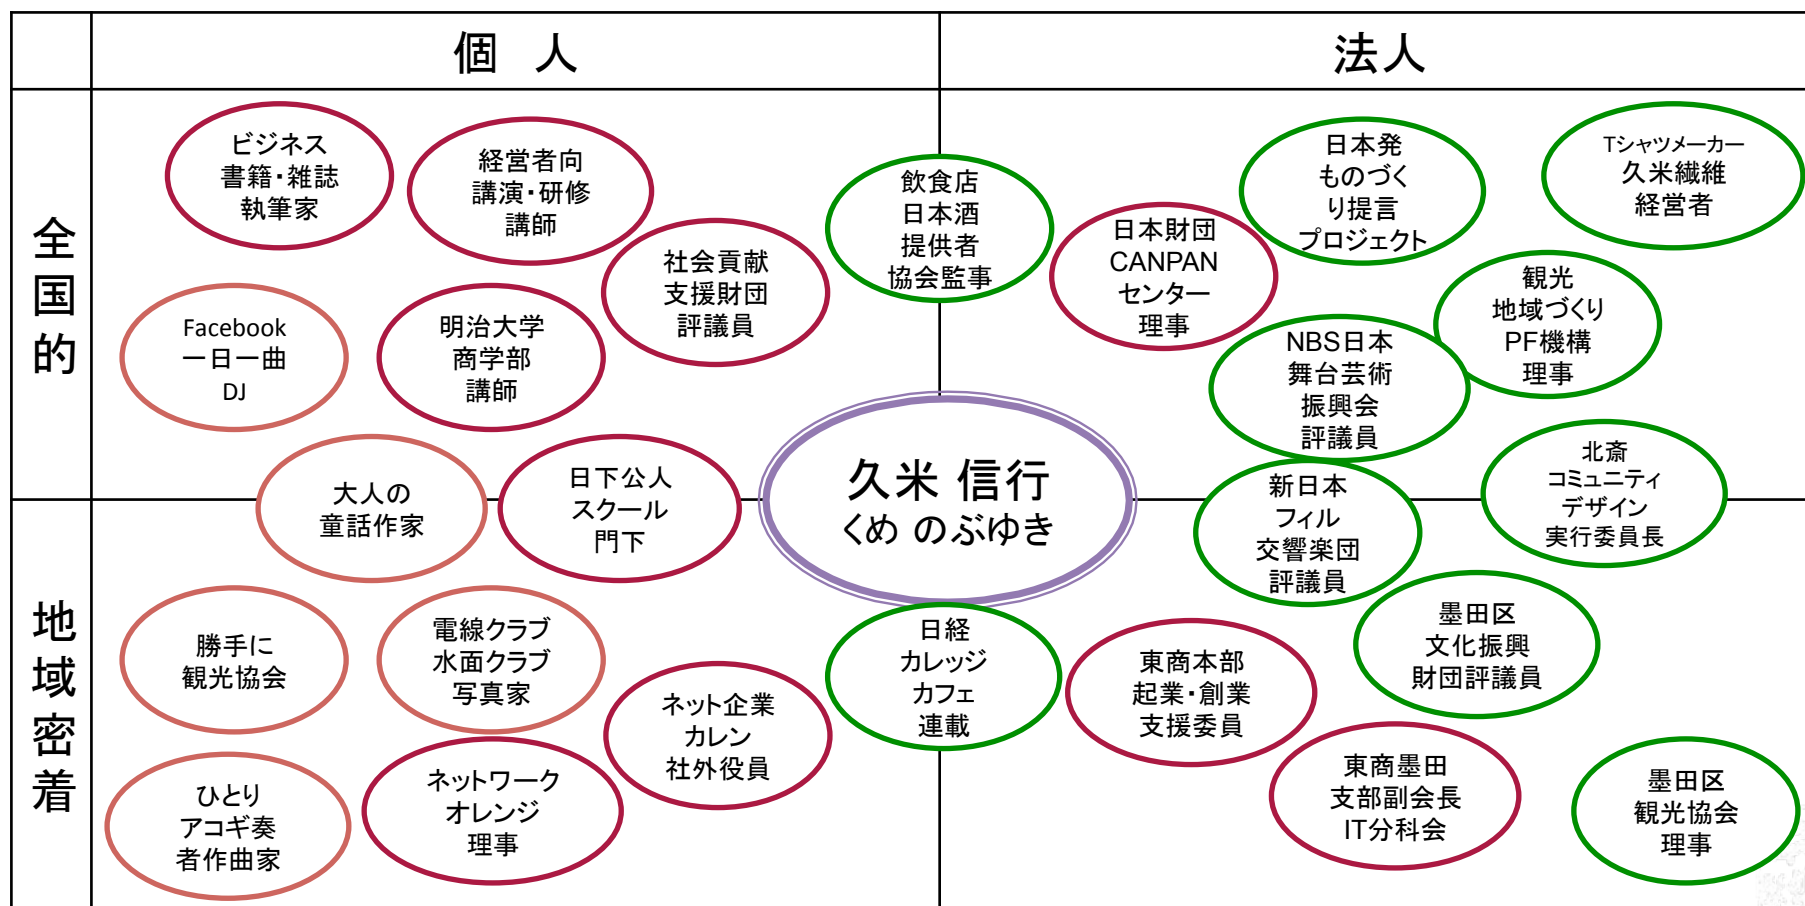 個 人
法人
全国的
地域密着
ビジネス
書籍・雑誌
執筆家
経営者向
講演・研修
講師
社会貢献
支援財団
評議員
Facebook
一日一曲
DJ
明治大学
商学部
講師
大人の
童話作家
日下公人
スクール
門下
飲食店
日本酒
提供者
協会監事
日本財団
CANPAN
センター
理事
日本発
ものづく
り提言
プロジェクト
Tシャツメーカー
久米繊維
経営者
観光
地域づくり
PF機構
理事
NBS日本
舞台芸術
振興会
評議員
北斎
コミュニティ
デザイン
実行委員長
新日本
フィル
交響楽団
評議員
久米 信行
くめ のぶゆき
勝手に
観光協会
電線クラブ
水面クラブ
写真家
ネット企業
カレン
社外役員
ひとり
アコギ奏
者作曲家
ネットワーク
オレンジ
理事
日経
カレッジ
カフェ
連載
東商本部
起業・創業
支援委員
墨田区
文化振興
財団評議員
東商墨田
支部副会長
IT分科会
墨田区
観光協会
理事